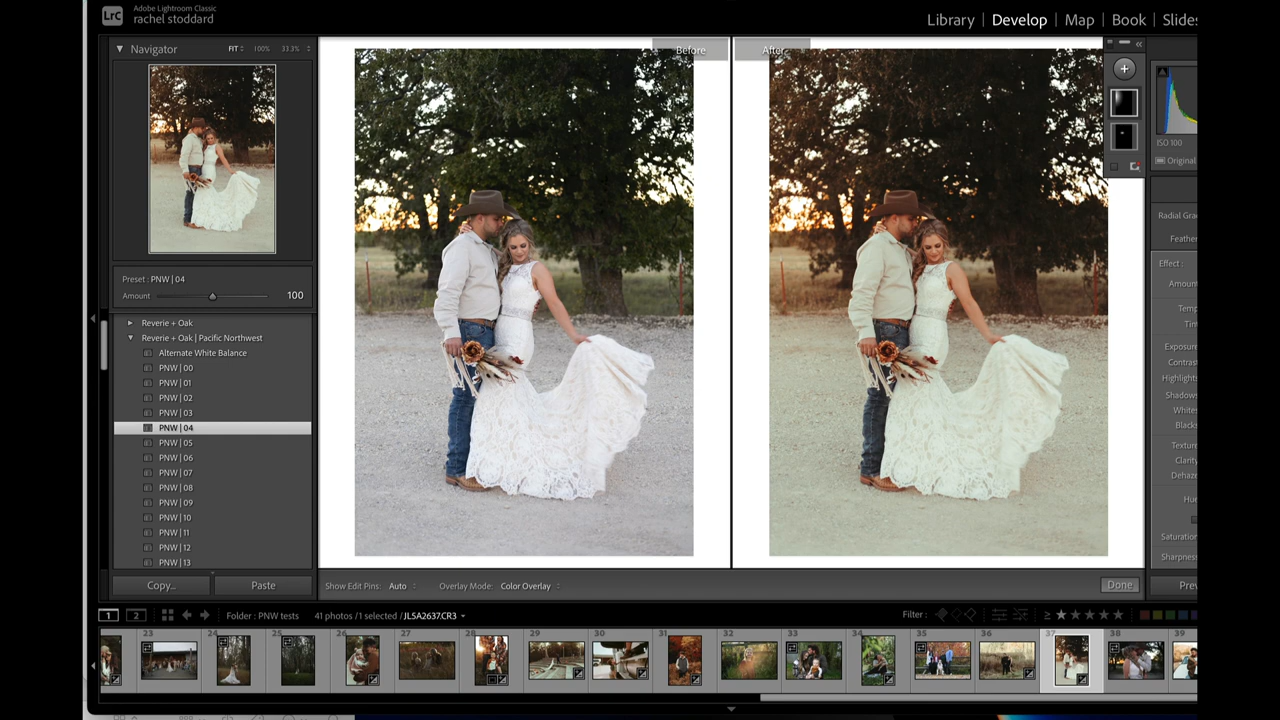 LrC
Adobe Lightroom Classic
rachel stoddard
Library | Develop | Map | Book | Slides
Navigator FIT 100% 33.3%
Before
After
ISO 100
Original
Preset : PNW | 04
Amount 100
Radial Gra
Feather
Effect :
Amount
Temp
Tint
Exposure
Contrast
Highlights
Shadows
Whites
Blacks
Texture
Clarity
Dehaze
Hue
Saturation
Sharpness
Reverie + Oak
Reverie + Oak | Pacific Northwest
Alternate White Balance
PNW | 00
PNW | 01
PNW | 02
PNW | 03
PNW | 04
PNW | 05
PNW | 06
PNW | 07
PNW | 08
PNW | 09
PNW | 10
PNW | 11
PNW | 12
PNW | 13
Copy... Paste
Show Edit Pins: Auto Overlay Mode: Color Overlay Done
Prev
1 2 Folder : PNW tests 41 photos / 1 selected / JL5A2637.CR3 Filter :
23 24 25 26 27 28 29 30 31 32 33 34 35 36 37 38 39